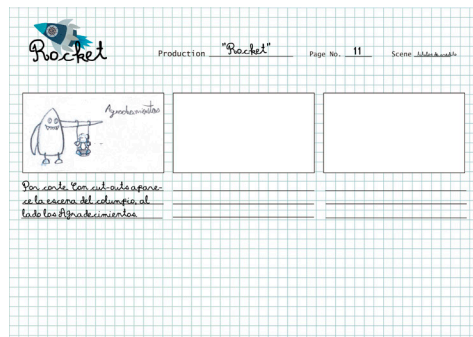 Rocket
Production "Rocket"
Page No. 11
Scene
Agradecimientos
Por corte Con cut-outs apare-
ce la escena del columpio, al
lado los Agradecimientos